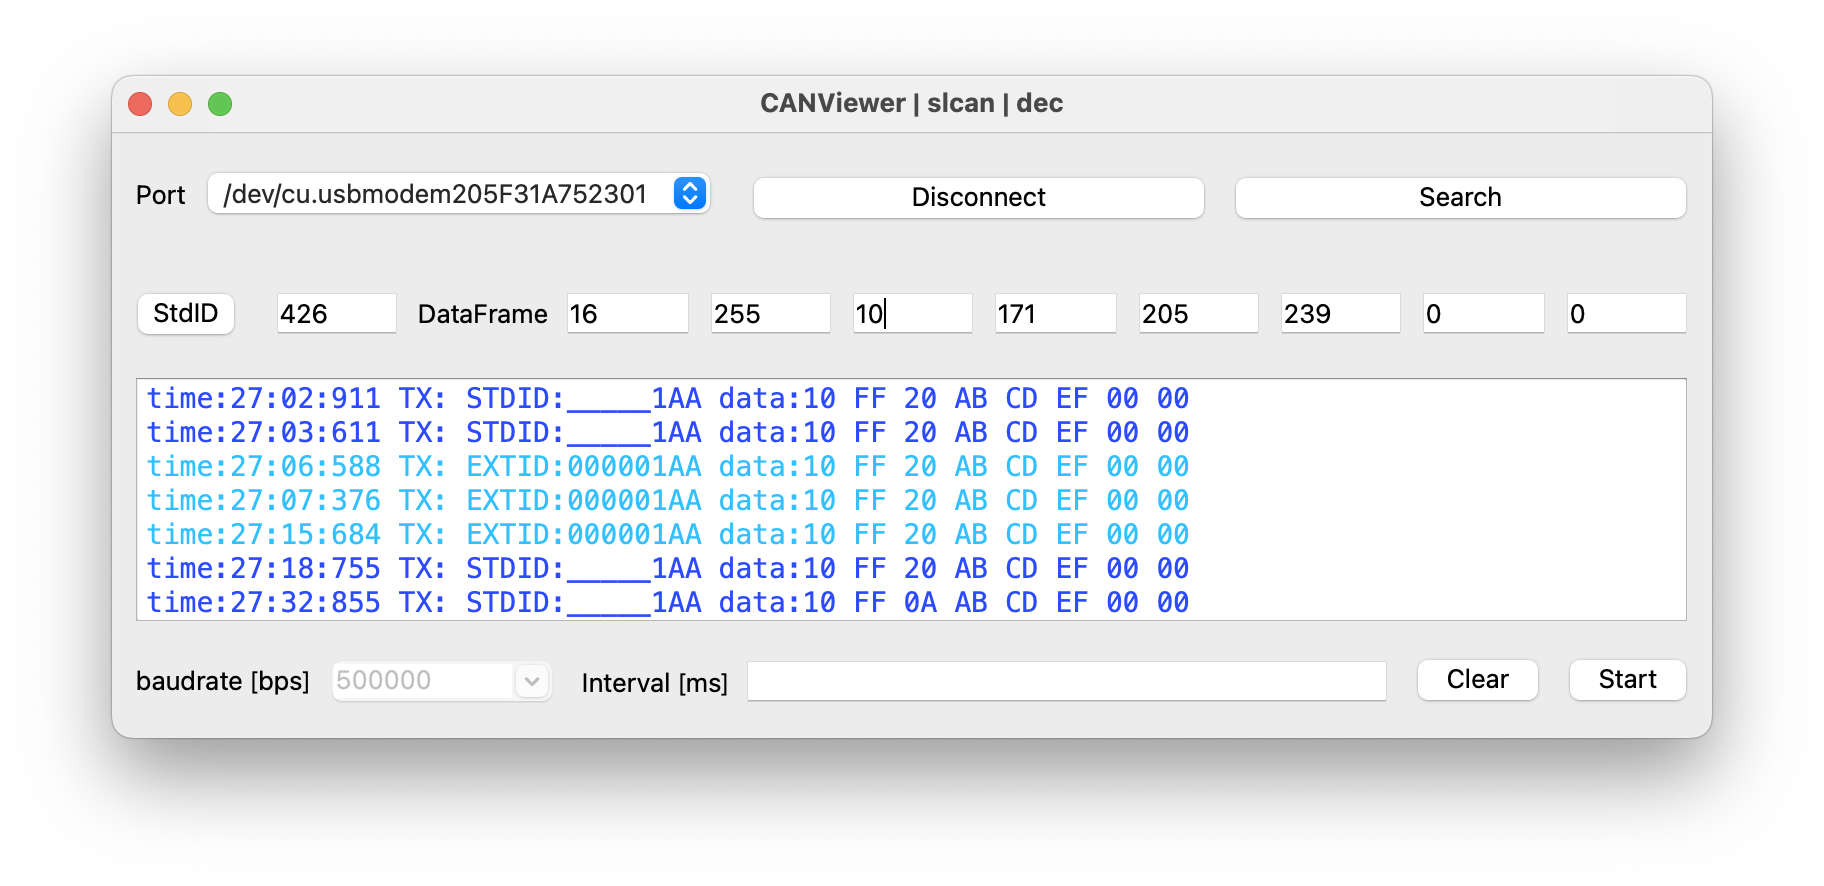 CANViewer | slcan | dec
Port /dev/cu.usbmodem205F31A752301 Disconnect Search
StdID 426 DataFrame 16 255 10 171 205 239 0 0
time:27:02:911 TX: STDID:_____1AA data:10 FF 20 AB CD EF 00 00
time:27:03:611 TX: STDID:_____1AA data:10 FF 20 AB CD EF 00 00
time:27:06:588 TX: EXTID:000001AA data:10 FF 20 AB CD EF 00 00
time:27:07:376 TX: EXTID:000001AA data:10 FF 20 AB CD EF 00 00
time:27:15:684 TX: EXTID:000001AA data:10 FF 20 AB CD EF 00 00
time:27:18:755 TX: STDID:_____1AA data:10 FF 20 AB CD EF 00 00
time:27:32:855 TX: STDID:_____1AA data:10 FF 0A AB CD EF 00 00
baudrate [bps] 500000 Interval [ms] Clear Start